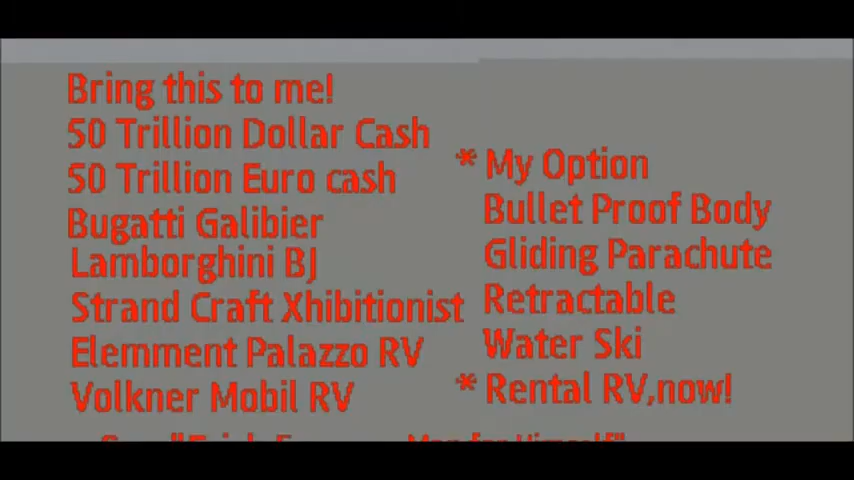 Bring this to me!
50 Trillion Dollar Cash
50 Trillion Euro cash
Bugatti Galibier
Lamborghini BJ
Strand Craft Xhibitionist
Elemment Palazzo RV
Volkner Mobil RV
* My Option
Bullet Proof Body
Gliding Parachute
Retractable
Water Ski
* Rental RV,now!